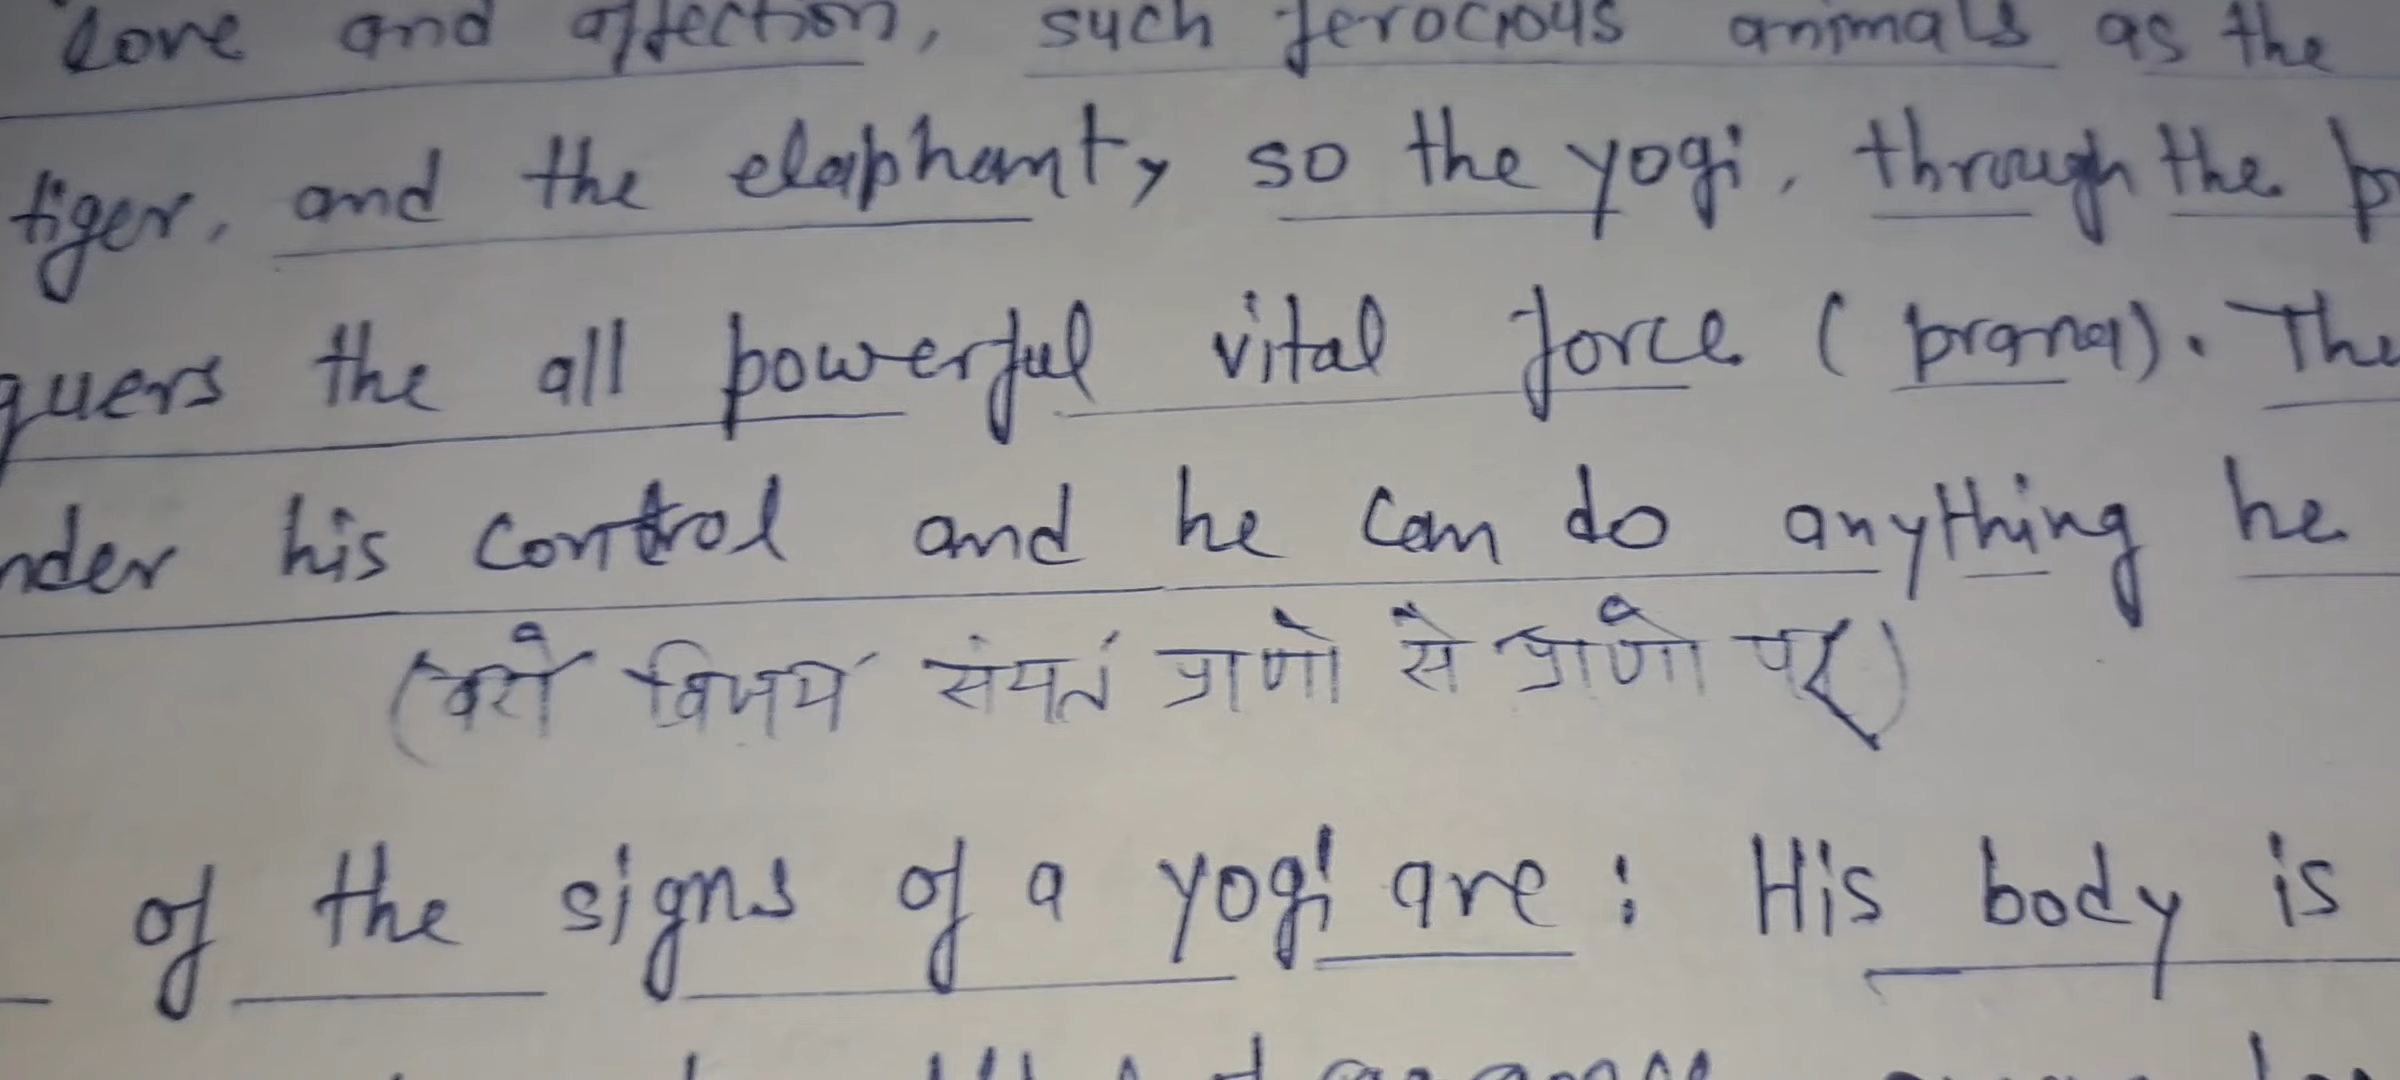 love and affection, such ferocious animals as the
tiger, and the elaphant, so the yogi, through the
quers the all powerful vital force (prana). The
nder his control and he can do anything he
(करो विजय संयत प्राणो से प्राणो पर)
of the signs of a yogi are : His body is